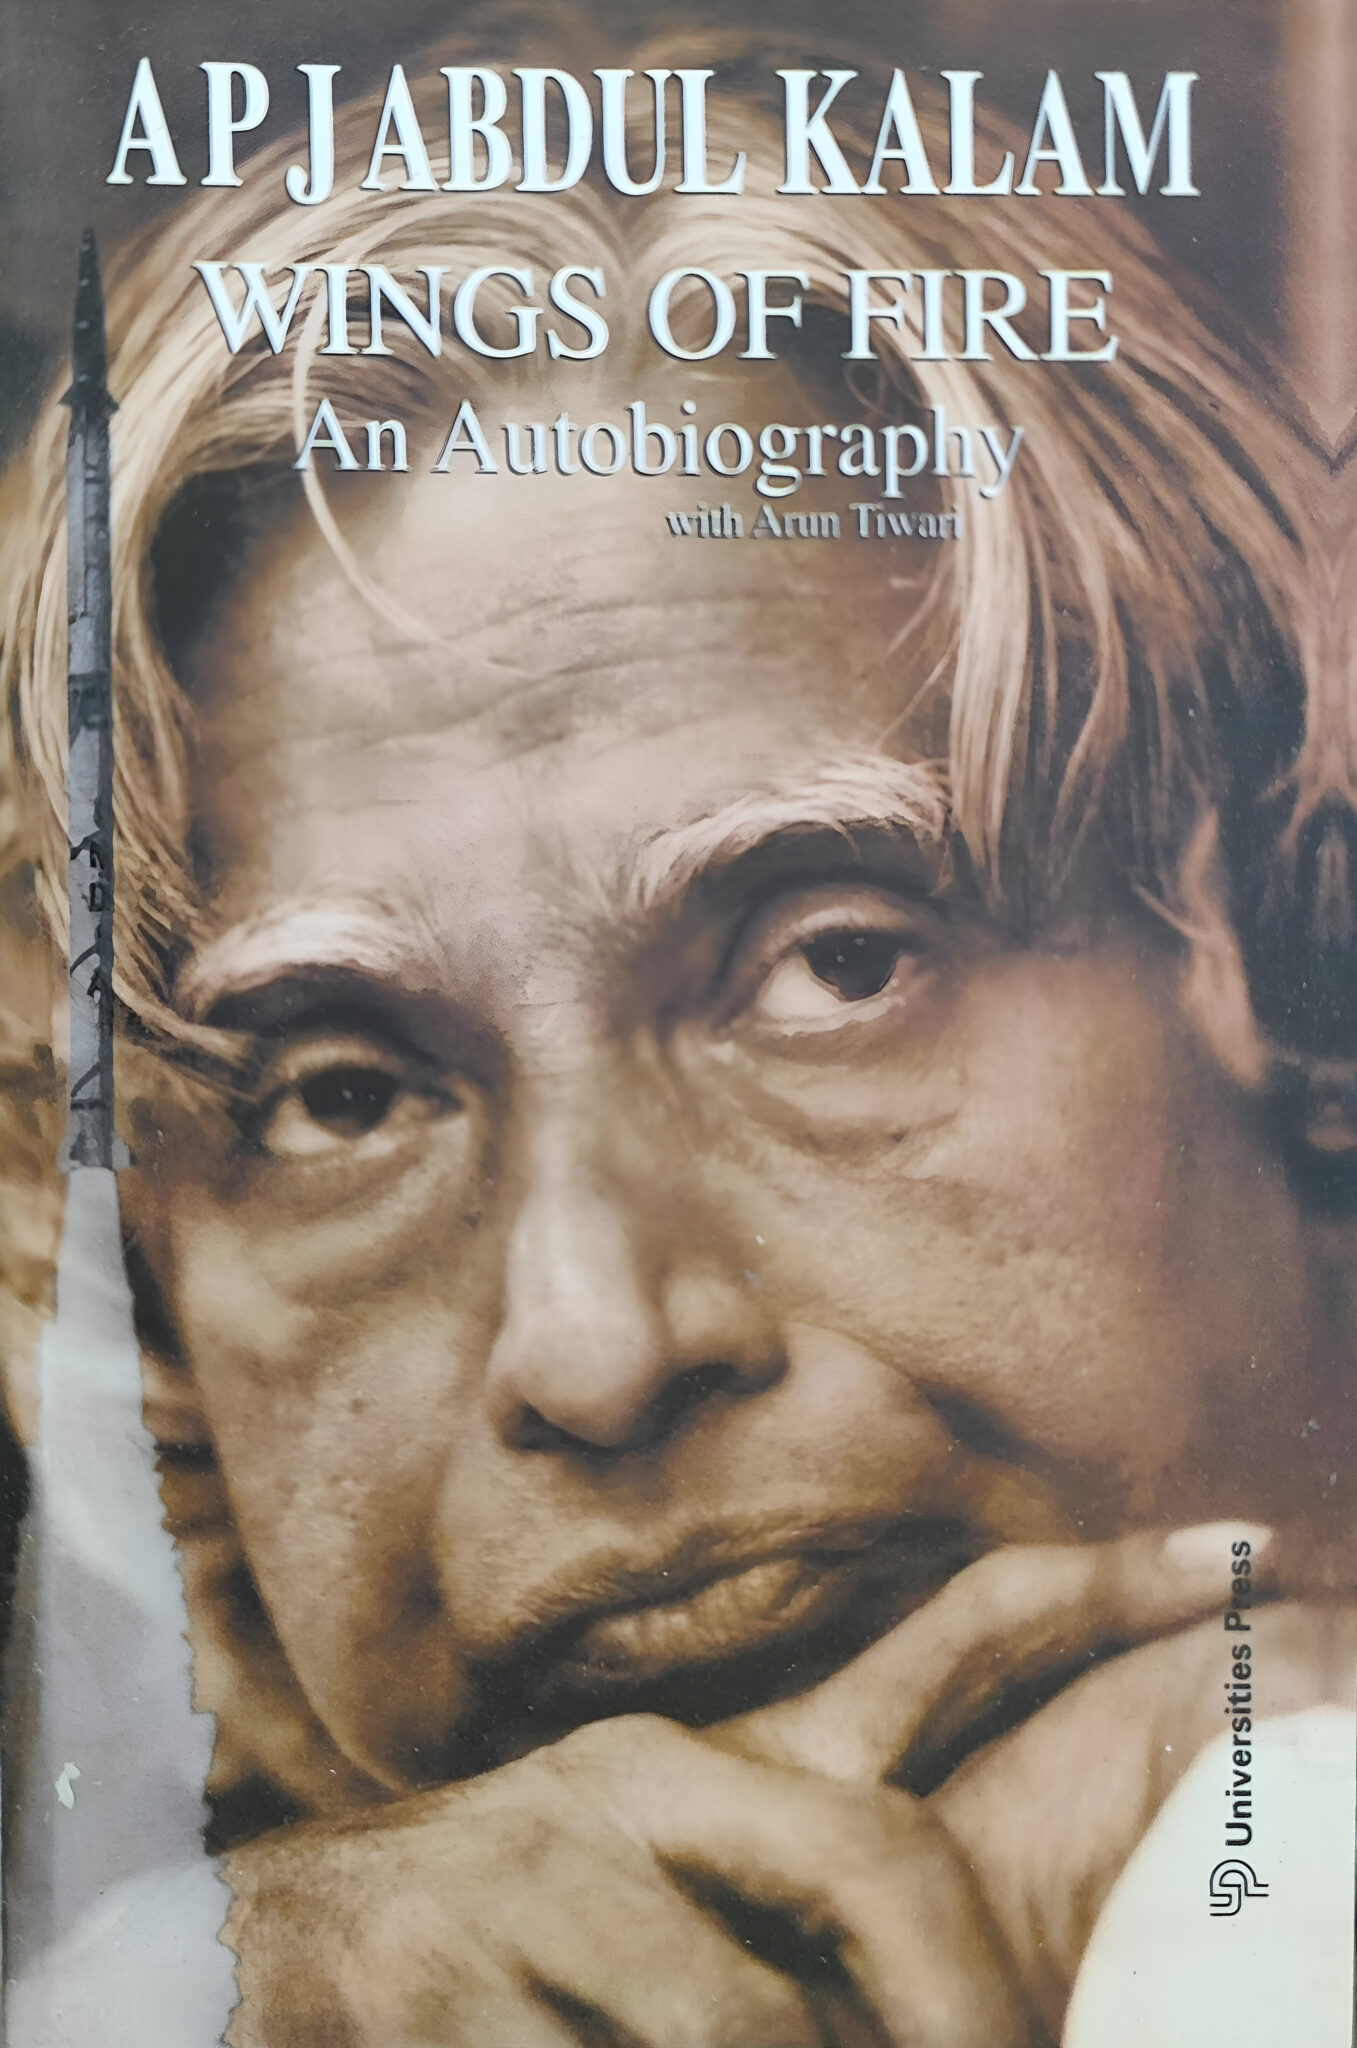 A P J ABDUL KALAM
WINGS OF FIRE
An Autobiography
with Arun Tiwari
Universities Press